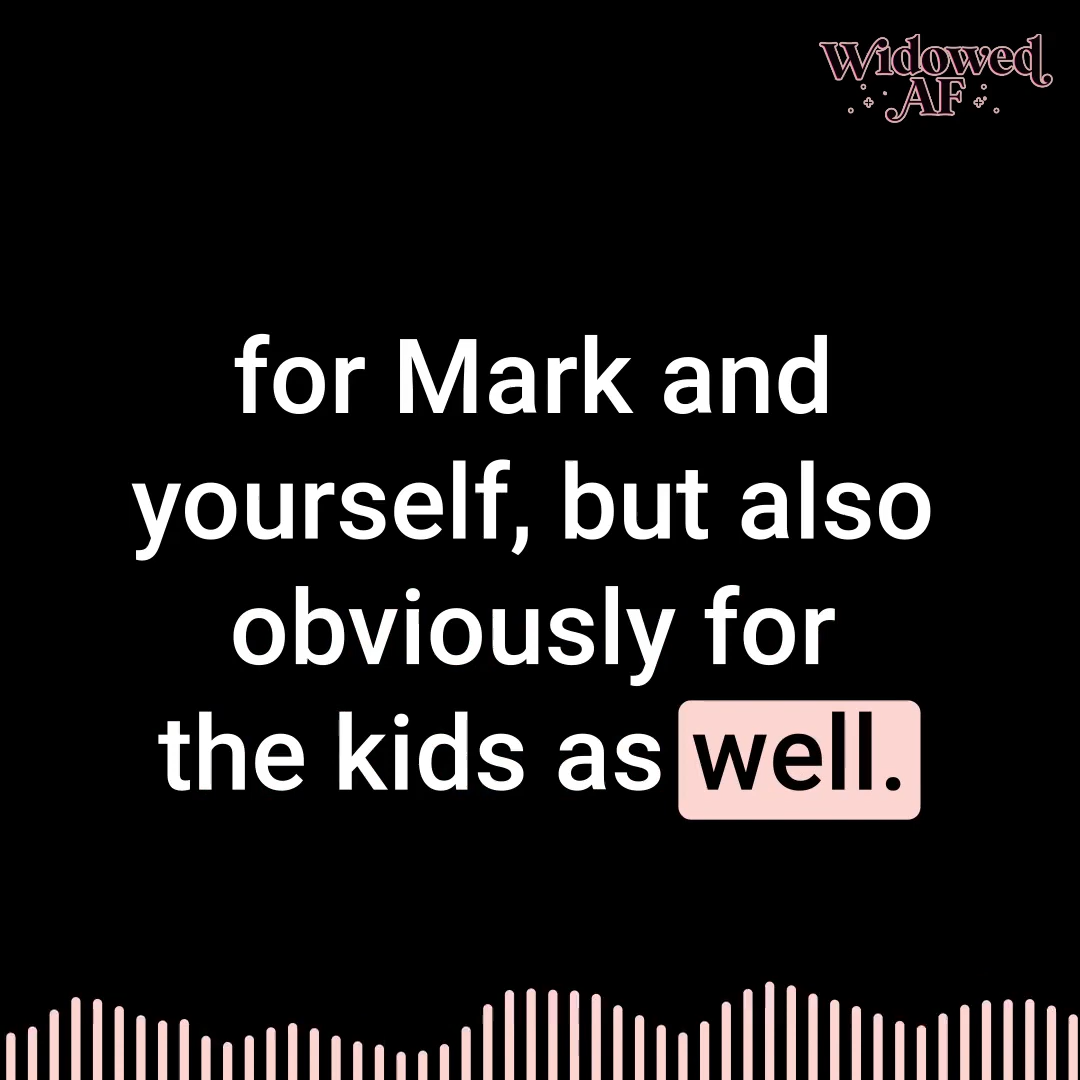 Widowed
AF
for Mark and
yourself, but also
obviously for
the kids as well.